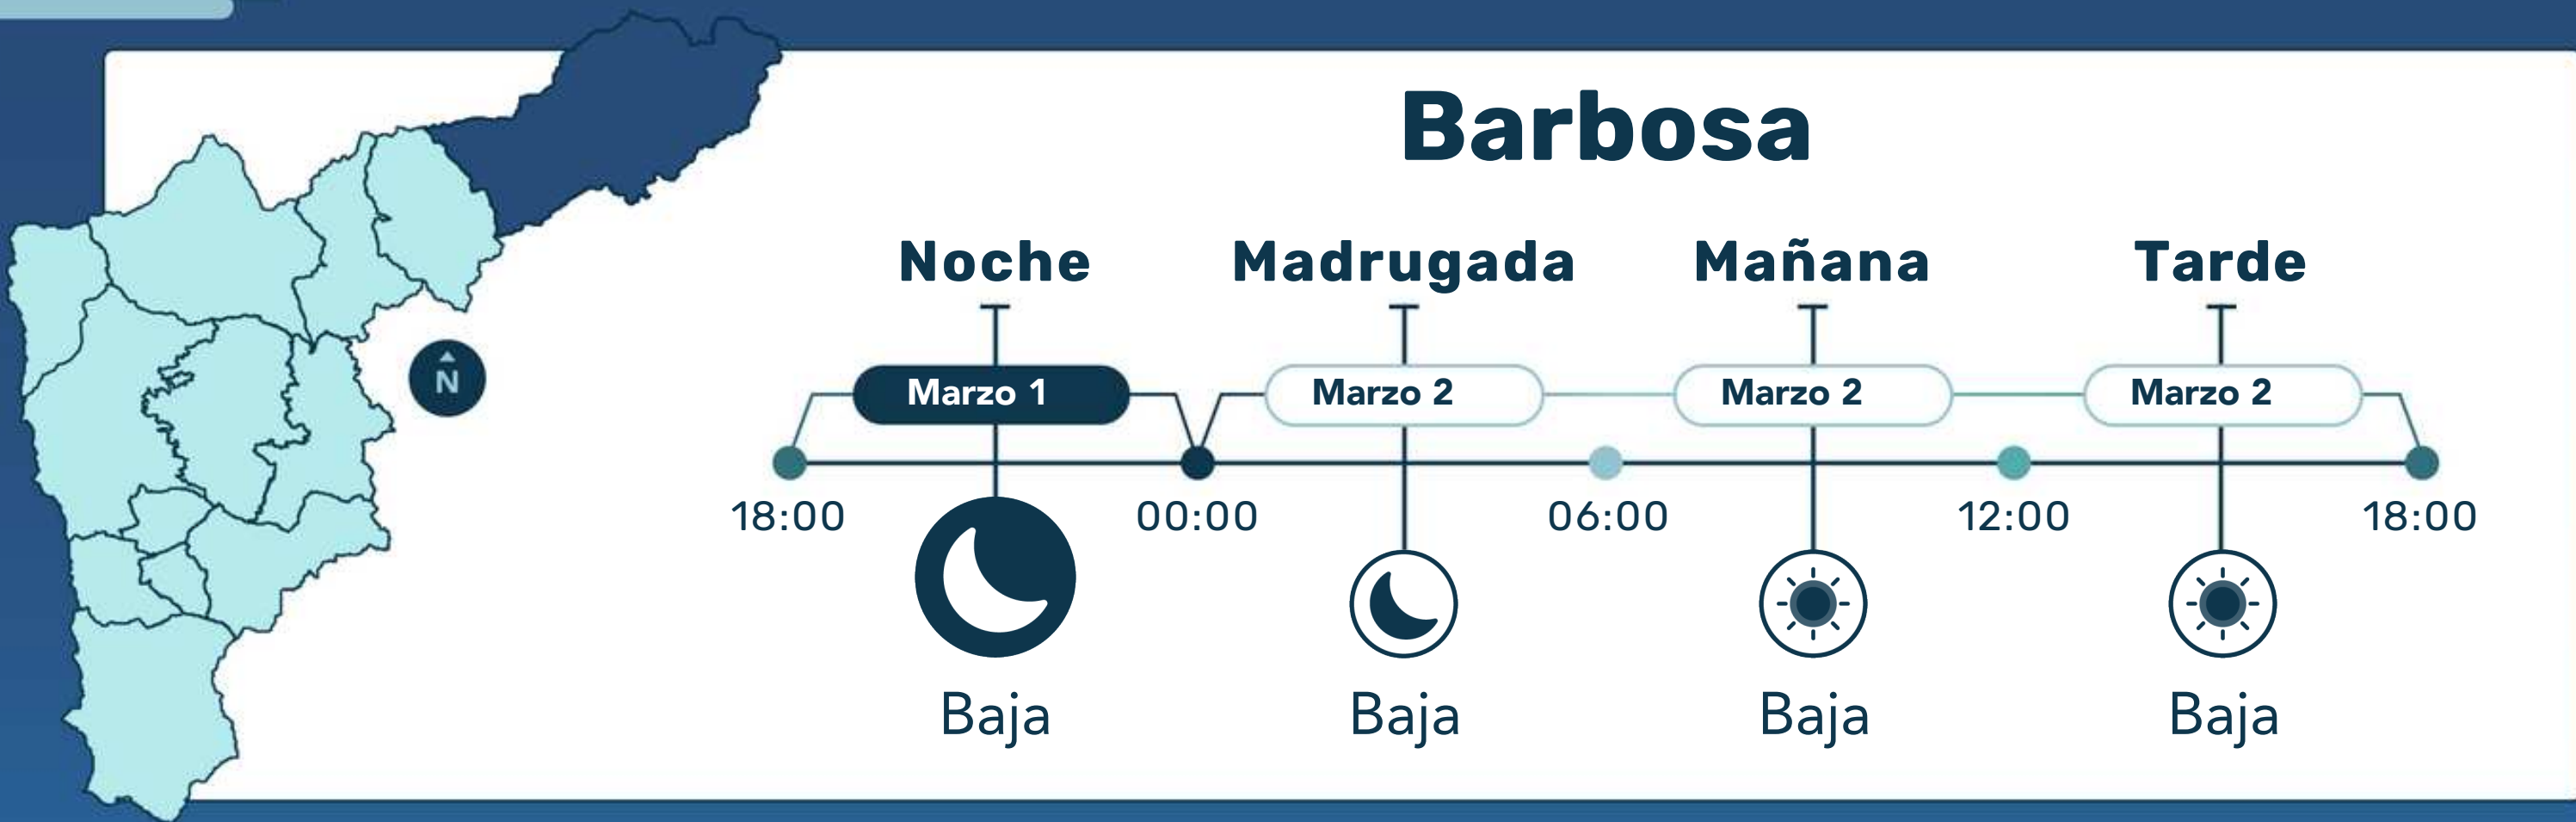 Barbosa
Noche Madrugada Mañana Tarde
N
Marzo 1 Marzo 2 Marzo 2 Marzo 2
18:00 00:00 06:00 12:00 18:00
Baja Baja Baja Baja